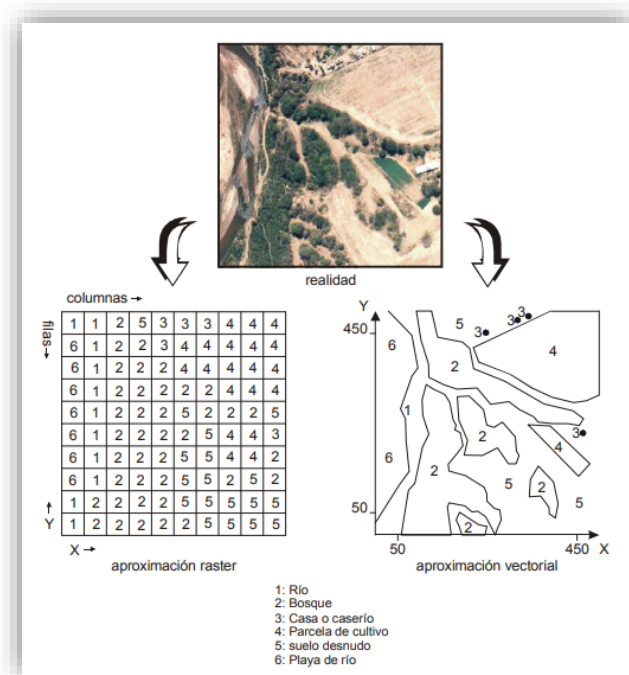 realidad
columnas →
filas→
1 1 2 5 3 3 3 4 4 4
6 1 2 2 3 4 4 4 4 4
6 1 2 2 2 4 4 4 4 4
6 1 2 2 2 2 2 4 4 4
6 1 2 2 2 5 2 2 2 5
6 1 2 2 2 2 5 4 4 3
6 1 2 2 2 5 5 4 4 2
6 1 2 2 2 5 5 2 5 2
1 2 2 2 5 5 5 5 5 5
1 2 2 2 2 2 5 5 5 5
Y
X →
aproximación raster
Y
450
50
50
450
X
6
5
3
3
3
2
4
1
2
3
4
6
2
5
2
5
2
aproximación vectorial
1: Río
2: Bosque
3: Casa o caserío
4: Parcela de cultivo
5: suelo desnudo
6: Playa de río